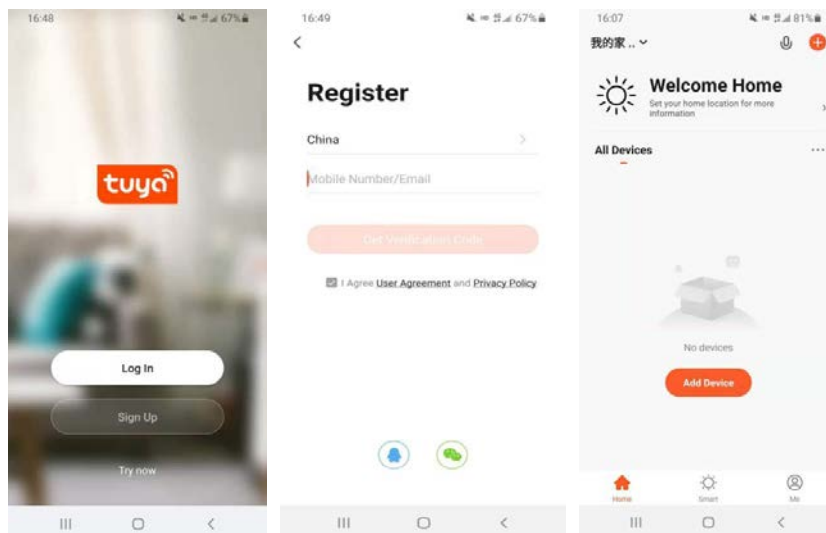 16:48
67%
tuya
Log In
Sign Up
Try now
16:49
67%
Register
China
Mobile Number/Email
Get Verification Code
I Agree User Agreement and Privacy Policy
16:07
81%
我的家 ..
Welcome Home
Set your home location for more
information
All Devices
No devices
Add Device
Home
Smart
Me